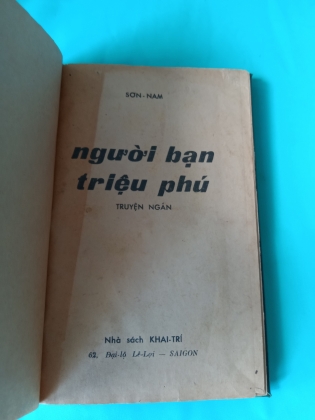 SƠN-NAM
người bạn
triệu phú
TRUYỆN NGẮN
Nhà sách KHAI-TRÍ
62, Đại-lộ Lê-Lợi — SAIGON